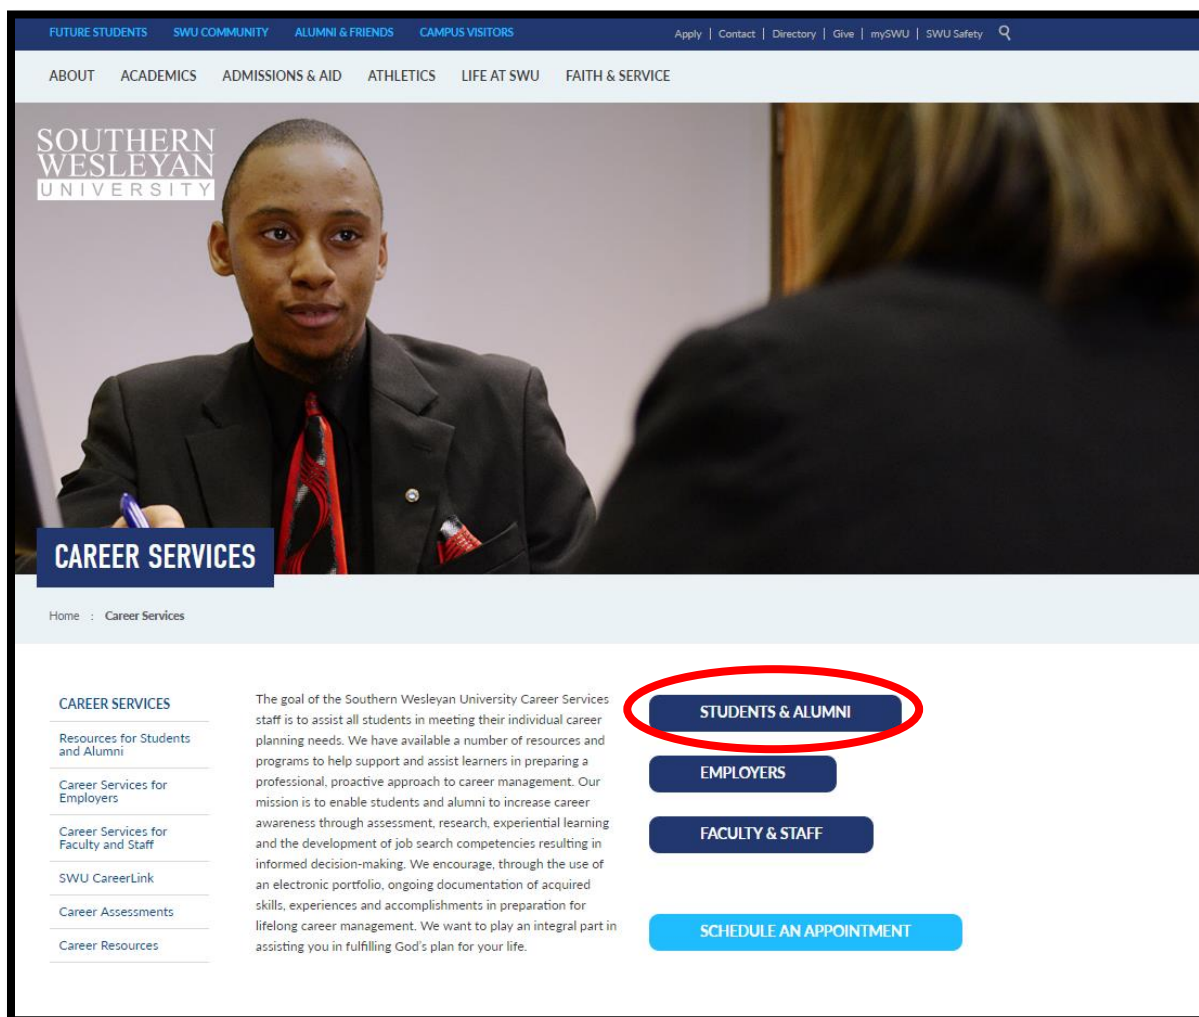 FUTURE STUDENTS SWU COMMUNITY ALUMNI & FRIENDS CAMPUS VISITORS Apply | Contact | Directory | Give | mySWU | SWU Safety
ABOUT ACADEMICS ADMISSIONS & AID ATHLETICS LIFE AT SWU FAITH & SERVICE
SOUTHERN
WESLEYAN
UNIVERSITY
CAREER SERVICES
Home : Career Services
CAREER SERVICES
Resources for Students
and Alumni
Career Services for
Employers
Career Services for
Faculty and Staff
SWU CareerLink
Career Assessments
Career Resources
The goal of the Southern Wesleyan University Career Services
staff is to assist all students in meeting their individual career
planning needs. We have available a number of resources and
programs to help support and assist learners in preparing a
professional, proactive approach to career management. Our
mission is to enable students and alumni to increase career
awareness through assessment, research, experiential learning
and the development of job search competencies resulting in
informed decision-making. We encourage, through the use of
an electronic portfolio, ongoing documentation of acquired
skills, experiences and accomplishments in preparation for
lifelong career management. We want to play an integral part in
assisting you in fulfilling God's plan for your life.
STUDENTS & ALUMNI
EMPLOYERS
FACULTY & STAFF
SCHEDULE AN APPOINTMENT